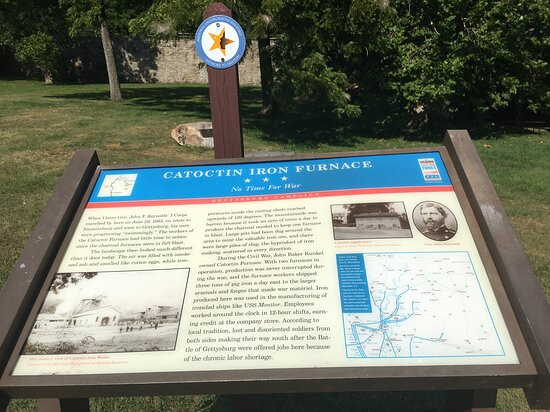 CATOCTIN IRON FURNACE
No Time For War
GETTYSBURG CAMPAIGN
When Union Gen. John F. Reynolds' I Corps
marched by here on June 29, 1863, en route to
Emmitsburg and soon to Gettysburg, his men
were progressing "swimmingly." The workers of
the Catoctin Furnace had little time to notice,
since the charcoal furnaces were in full blast.
The landscape then looked much different
than it does today. The air was filled with smoke
and ash and smelled like rotten eggs, while tem-
peratures inside the casting sheds reached
upwards of 120 degrees. The mountainside was
barren because it took an acre of trees a day to
produce the charcoal needed to keep one furnace
in blast. Large pits had been dug around the
area to mine the valuable iron ore, and there
were large piles of slag, the byproduct of iron
making, scattered in every direction.
During the Civil War, John Baker Kunkel
owned Catoctin Furnace. With two furnaces in
operation, production was never interrupted dur-
ing the war, and the furnace workers shipped
three tons of pig iron a day east to the larger
arsenals and forges that made war materiel. Iron
produced here was used in the manufacturing of
ironclad ships like USS Monitor. Employees
worked around the clock in 12-hour shifts, earn-
ing credit at the company store. According to
local tradition, lost and disoriented soldiers from
both sides making their way south after the Bat-
tle of Gettysburg were offered jobs here because
of the chronic labor shortage.